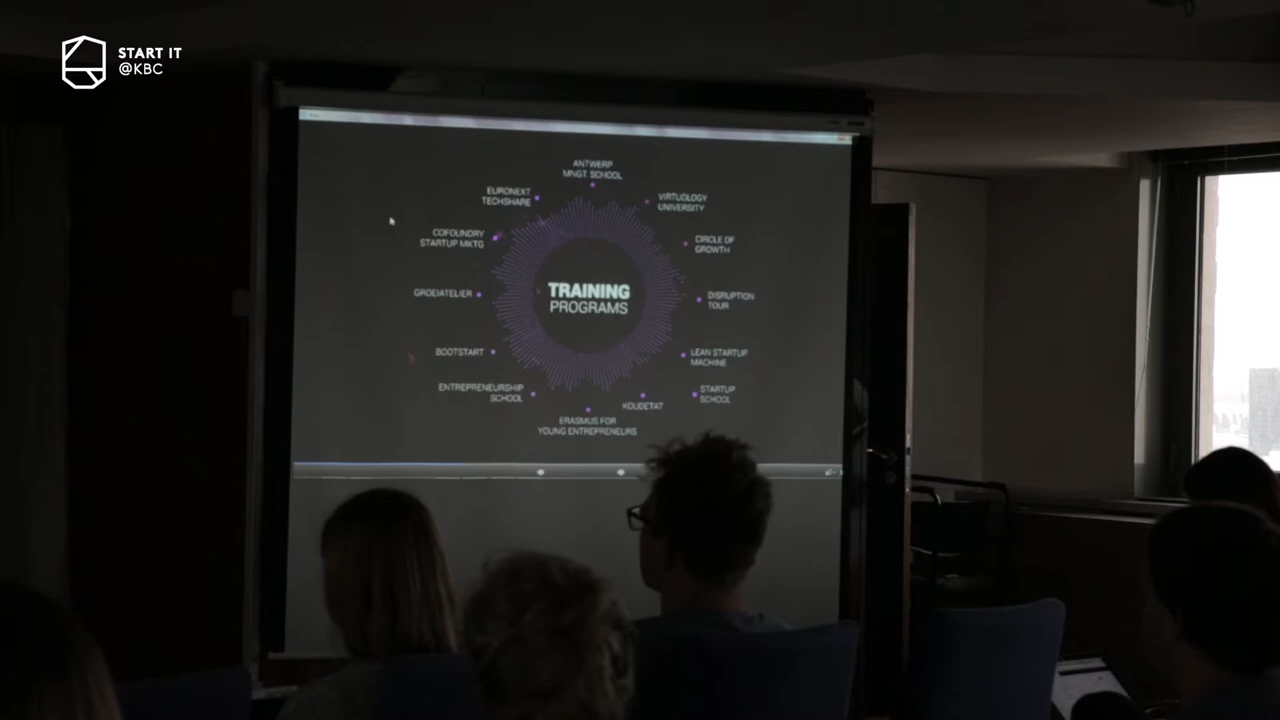 START IT
@KBC
ANTWERP
MNGT. SCHOOL
EURONEXT
TECHSHARE
VIRTUOLOGY
UNIVERSITY
COFOUNDRY
STARTUP MKTG
CIRCLE OF
GROWTH
TRAINING
PROGRAMS
GROEIATELIER
DISRUPTION
TOUR
BOOTSTART
LEAN STARTUP
MACHINE
ENTREPRENEURSHIP
SCHOOL
STARTUP
SCHOOL
KOUDETAT
ERASMUS FOR
YOUNG ENTREPRENEURS